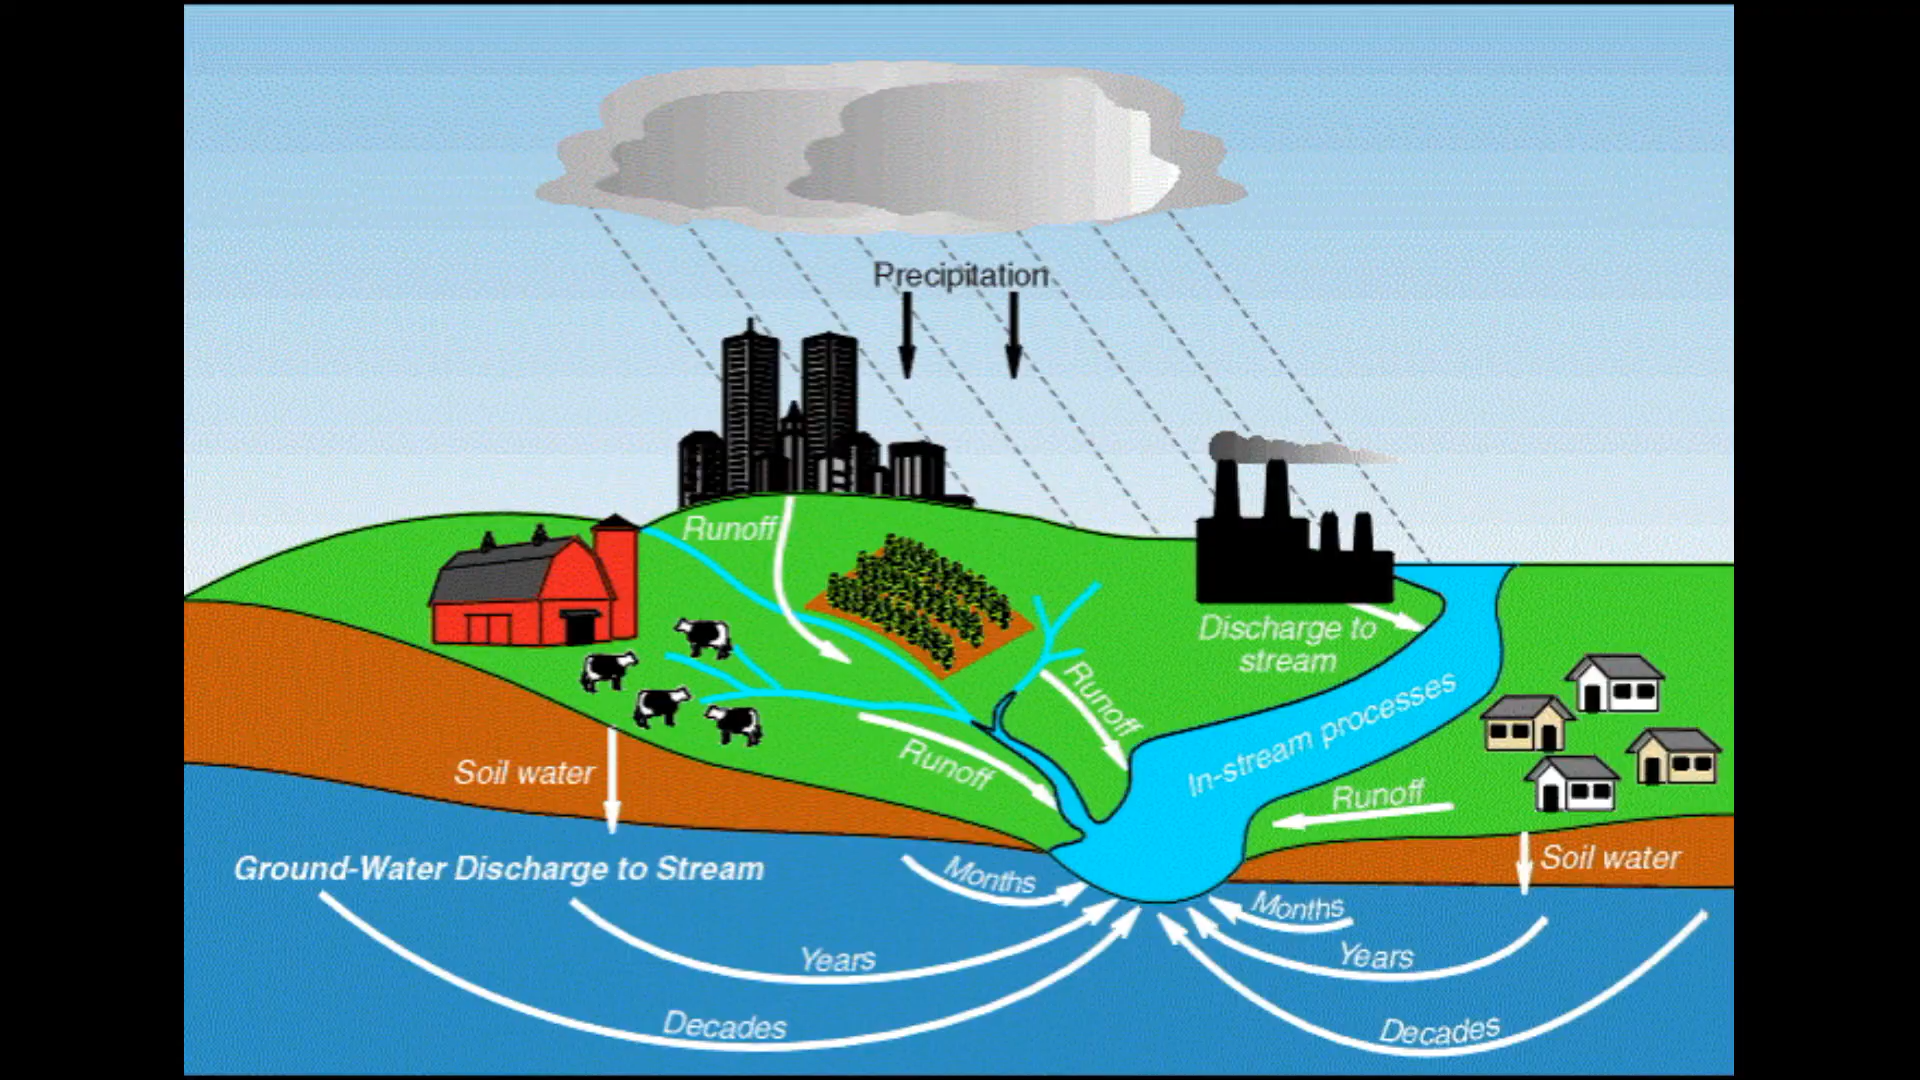 Precipitation
Runoff
Discharge to
stream
Runoff
In-stream processes
Runoff
Runoff
Soil water
Soil water
Ground-Water Discharge to Stream
Months
Months
Years
Years
Decades
Decades